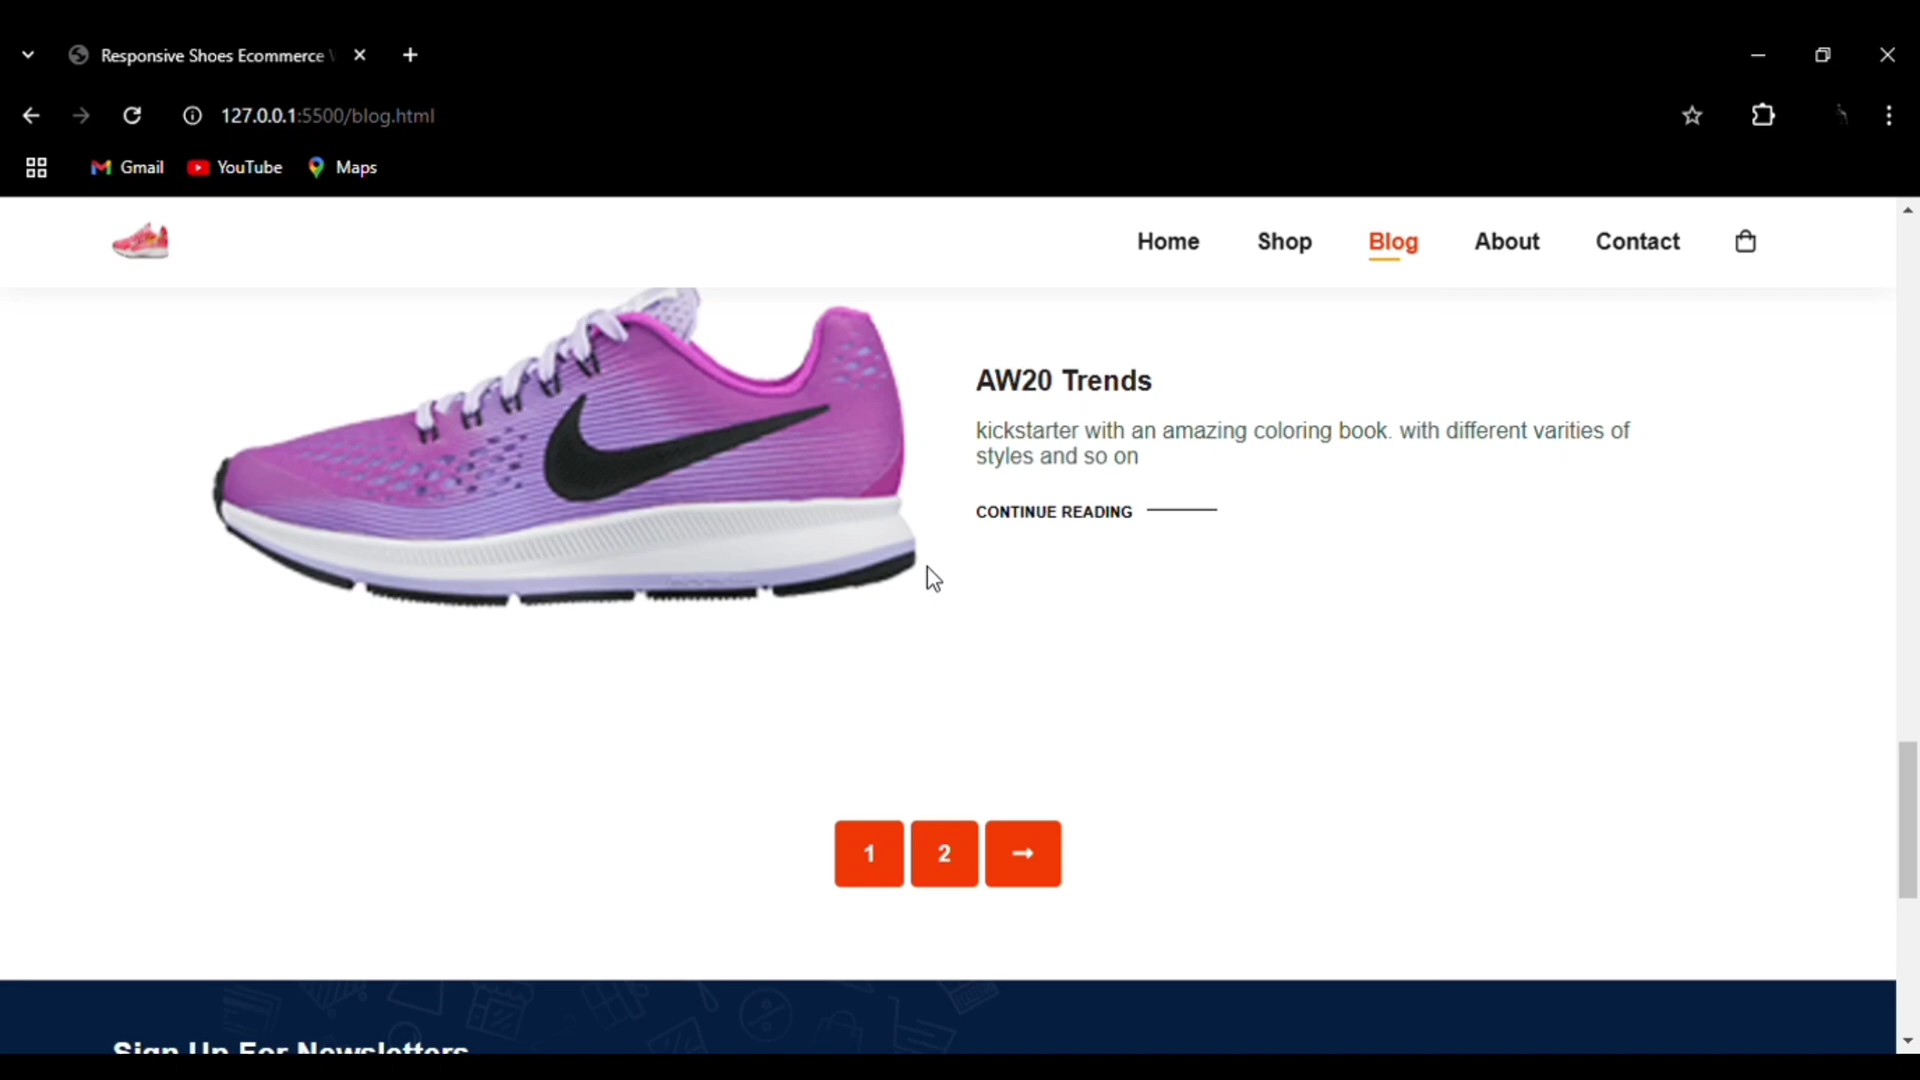 Responsive Shoes Ecommerce
127.0.0.1:5500/blog.html
Gmail YouTube Maps
Home Shop Blog About Contact
AW20 Trends
kickstarter with an amazing coloring book. with different varities of
styles and so on
CONTINUE READING
1 2 →
Sign Up For Newsletters